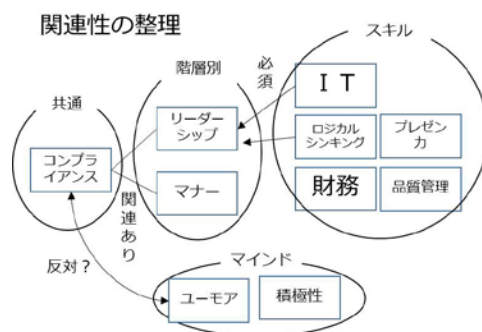 関連性の整理
スキル
階層別
必須
共通
ＩＴ
リーダー
シップ
ロジカル
シンキング
プレゼン
力
コンプラ
イアンス
マナー
財務
品質管理
関連あり
反対？
マインド
ユーモア
積極性